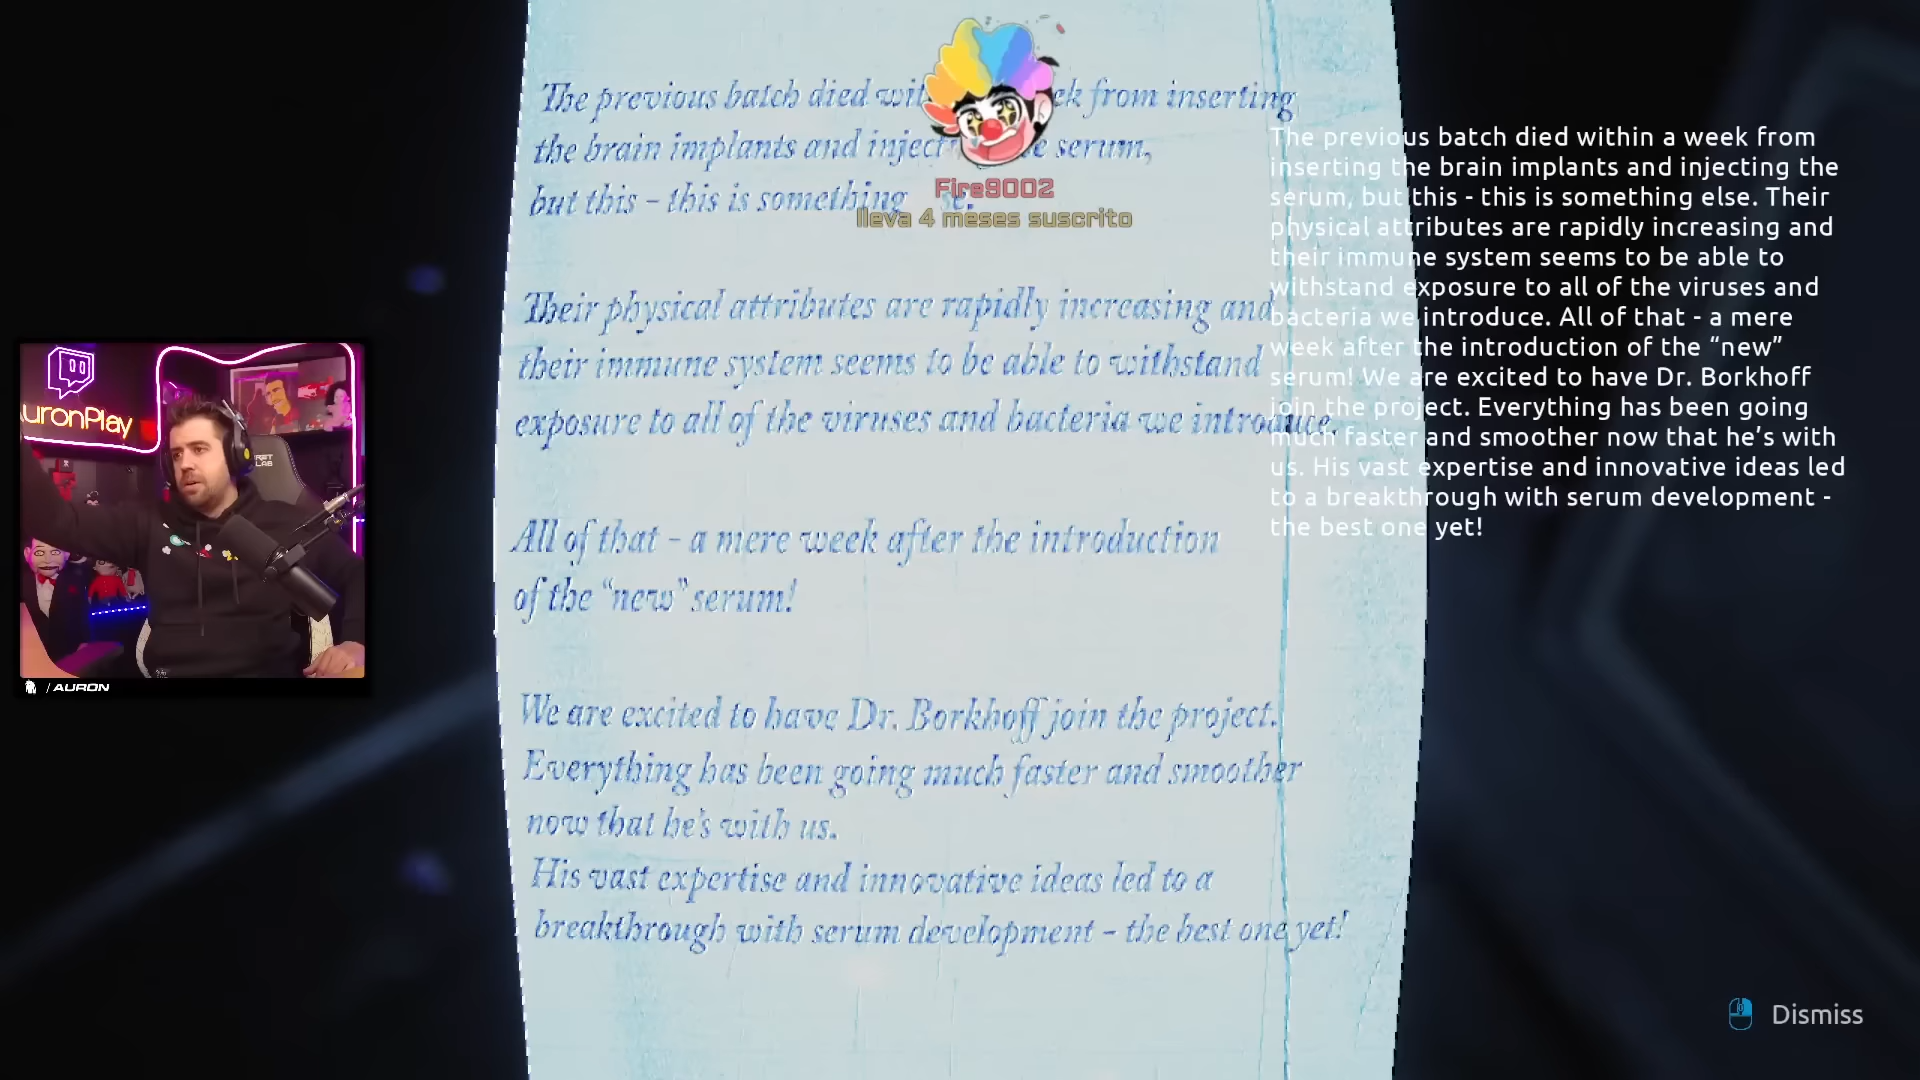 The previous batch died wit ek from inserting
the brain implants and inject e serum,
but this – this is something se.
Their physical attributes are rapidly increasing and
their immune system seems to be able to withstand
exposure to all of the viruses and bacteria we introduce.
All of that – a mere week after the introduction
of the “new” serum!
We are excited to have Dr. Borkhoff join the project.
Everything has been going much faster and smoother
now that he's with us.
His vast expertise and innovative ideas led to a
breakthrough with serum development – the best one yet!
Fire9002
lleva 4 meses suscrito
The previous batch died within a week from
inserting the brain implants and injecting the
serum, but this - this is something else. Their
physical attributes are rapidly increasing and
their immune system seems to be able to
withstand exposure to all of the viruses and
bacteria we introduce. All of that - a mere
week after the introduction of the “new”
serum! We are excited to have Dr. Borkhoff
join the project. Everything has been going
much faster and smoother now that he’s with
us. His vast expertise and innovative ideas led
to a breakthrough with serum development -
the best one yet!
uronPlay
/AURON
Dismiss